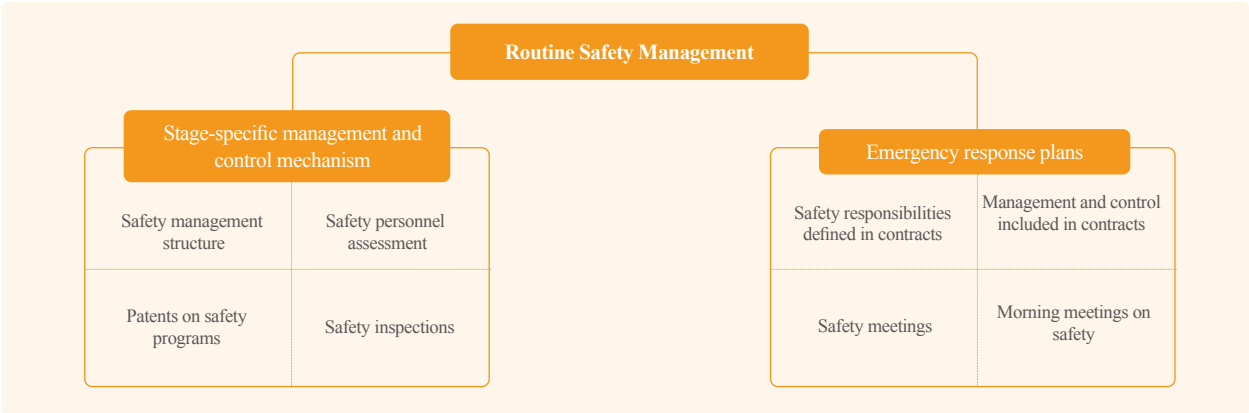 Routine Safety Management
Stage-specific management and
control mechanism
Safety management
structure
Safety personnel
assessment
Patents on safety
programs
Safety inspections
Emergency response plans
Safety responsibilities
defined in contracts
Management and control
included in contracts
Safety meetings
Morning meetings on
safety